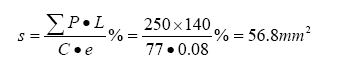 s = ∑P•L / C•e % = 250×140 / 77•0.08 % = 56.8mm²